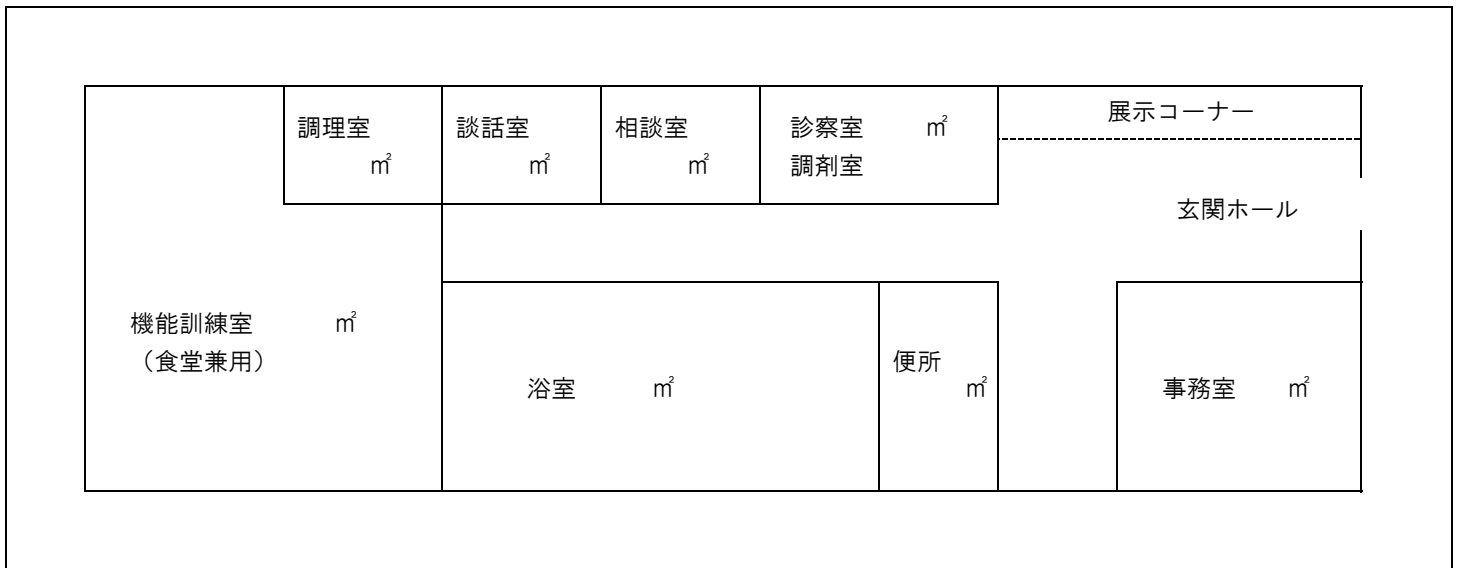 展示コーナー
調理室
㎡
談話室
㎡
相談室
㎡
診察室 ㎡
調剤室
玄関ホール
機能訓練室 ㎡
（食堂兼用）
浴室 ㎡
便所
㎡
事務室 ㎡